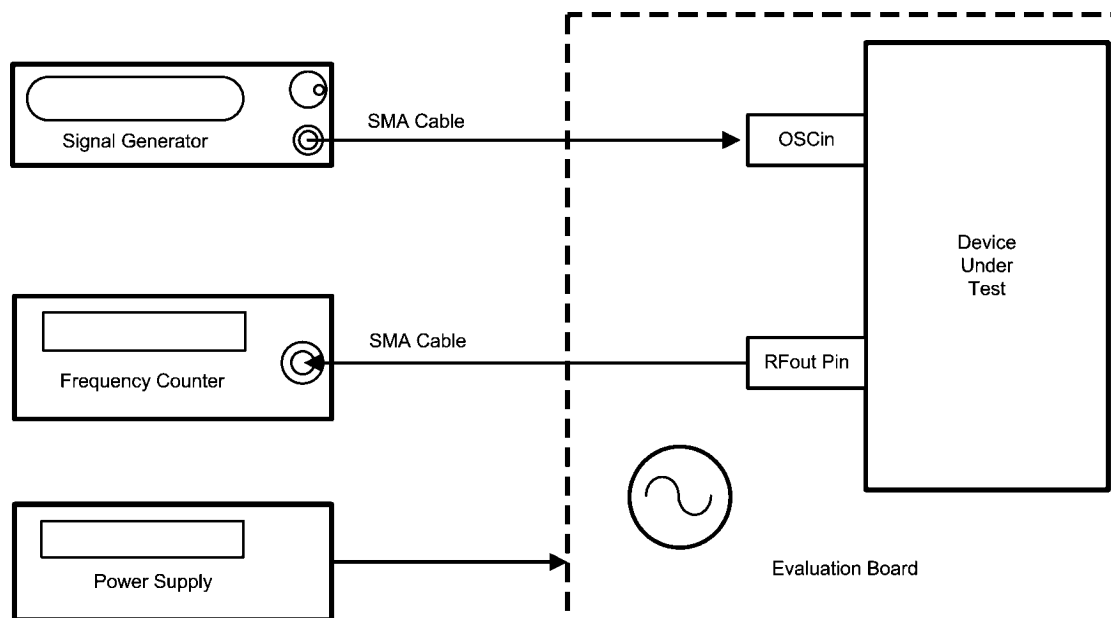 SMA Cable
Signal Generator
OSCin
Device
Under
Test
SMA Cable
Frequency Counter
RFout Pin
Power Supply
Evaluation Board